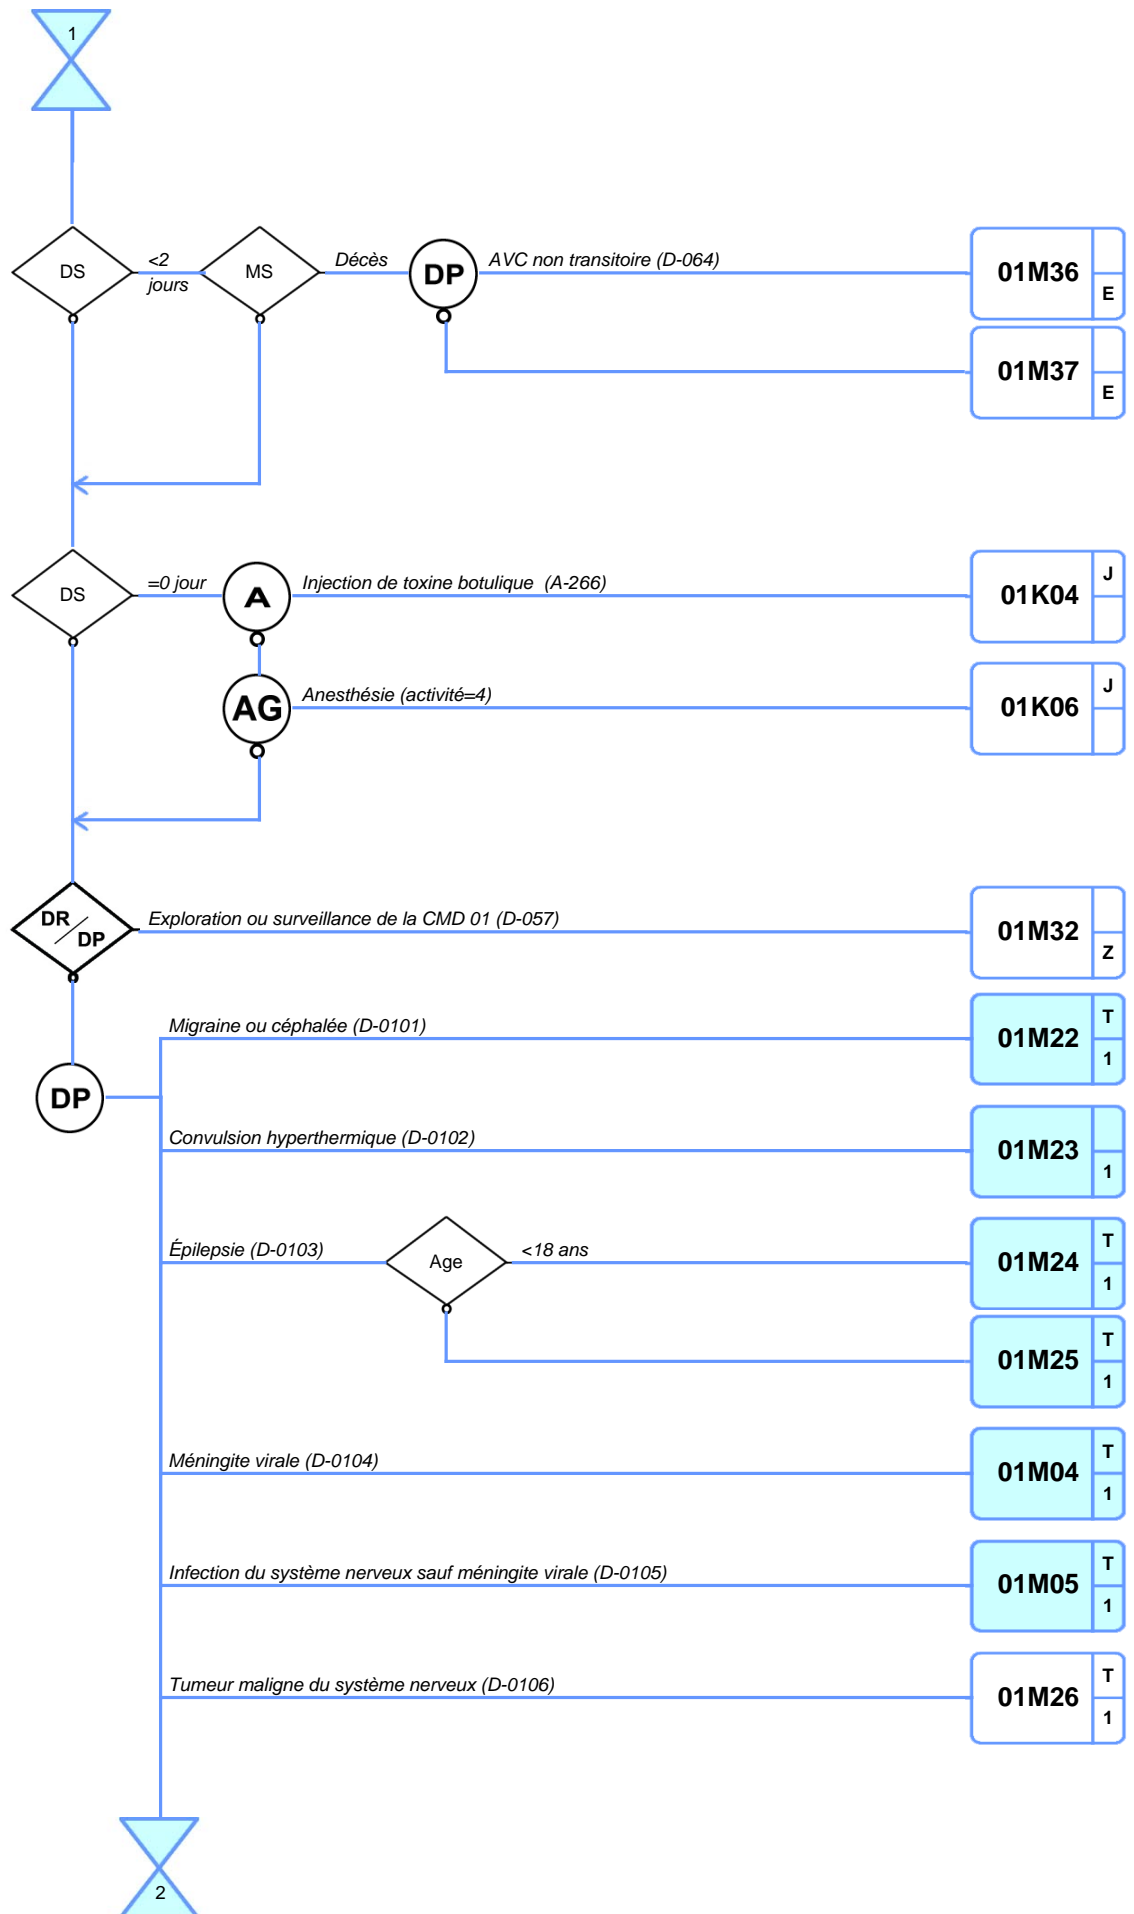 1
DS
<2
jours
MS
Décès
DP
AVC non transitoire (D-064)
01M36
E
01M37
E
DS
=0 jour
A
Injection de toxine botulique (A-266)
01K04
J
AG
Anesthésie (activité=4)
01K06
J
DR
DP
Exploration ou surveillance de la CMD 01 (D-057)
01M32
Z
DP
Migraine ou céphalée (D-0101)
01M22
T
1
Convulsion hyperthermique (D-0102)
01M23
1
Épilepsie (D-0103)
Age
<18 ans
01M24
T
1
01M25
T
1
Méningite virale (D-0104)
01M04
T
1
Infection du système nerveux sauf méningite virale (D-0105)
01M05
T
1
Tumeur maligne du système nerveux (D-0106)
01M26
T
1
2